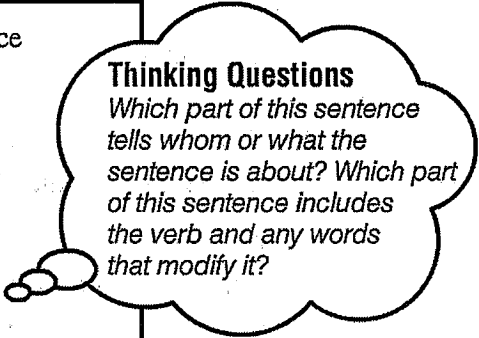 ce
Thinking Questions
Which part of this sentence
tells whom or what the
sentence is about? Which part
of this sentence includes
the verb and any words
that modify it?